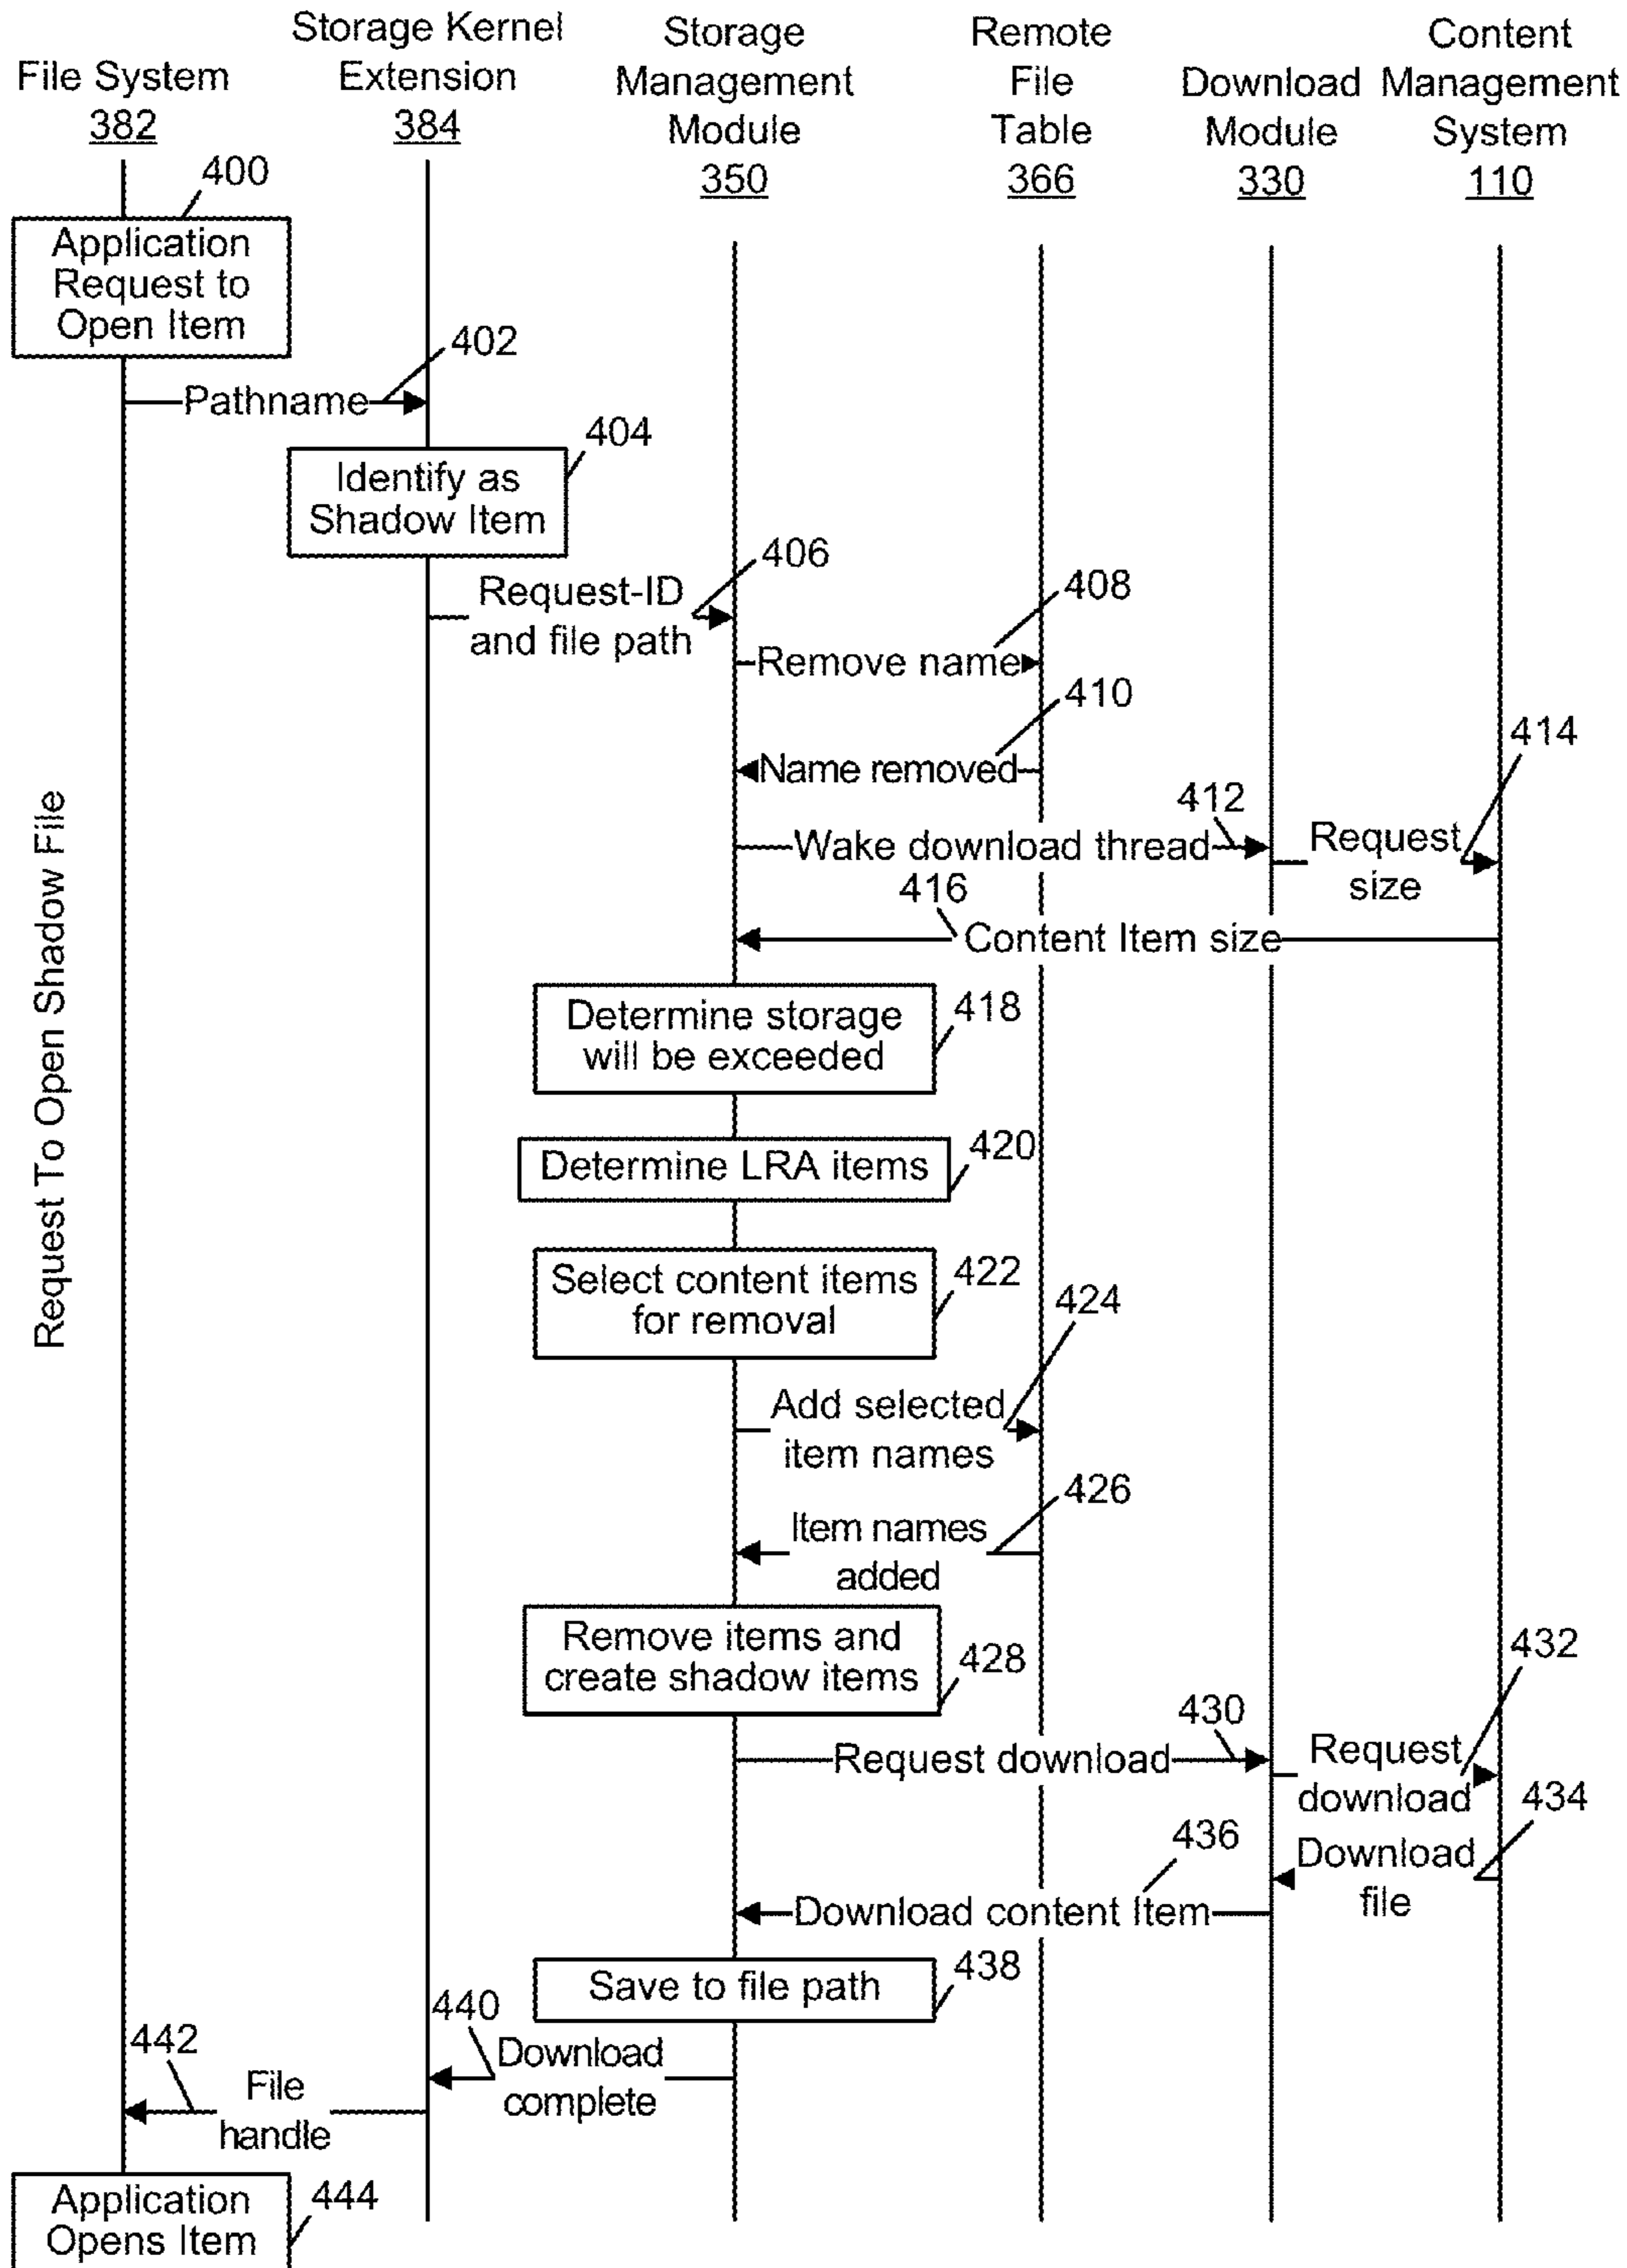 File System
382
Storage Kernel
Extension
384
Storage
Management
Module
350
Remote
File
Table
366
Download
Module
330
Content
Management
System
110
400
Application
Request to
Open Item
402
Pathname
404
Identify as
Shadow Item
406
Request-ID
and file path
408
Remove name
410
Name removed
412
Wake download thread
414
Request
size
416
Content Item size
Determine storage
will be exceeded
418
Determine LRA items
420
Select content items
for removal
422
424
Add selected
item names
426
Item names
added
Remove items and
create shadow items
428
430
Request download
432
Request
download
434
Download
file
436
Download content Item
Save to file path
438
440
Download
complete
442
File
handle
Application
Opens Item
444
Request To Open Shadow File